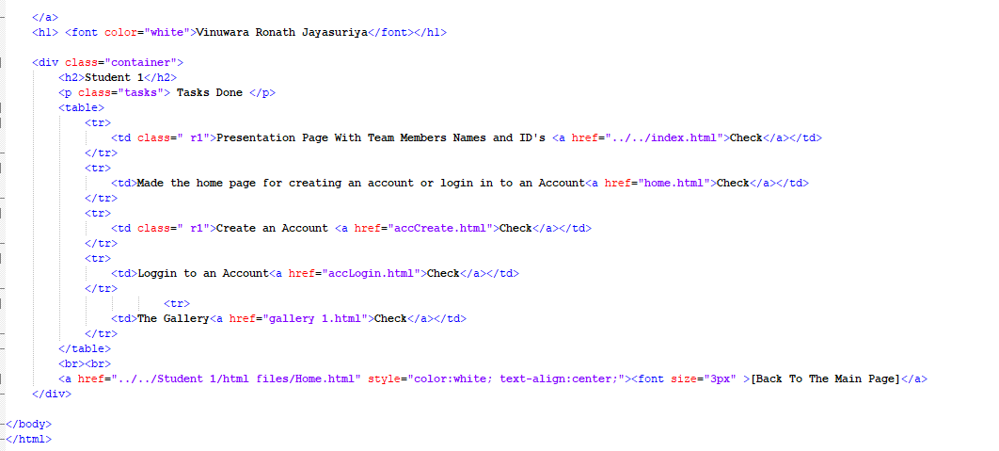 </a>
<h1> <font color="white">Vinuwara Ronath Jayasuriya</font></h1>
<div class="container">
<h2>Student 1</h2>
<p class="tasks"> Tasks Done </p>
<table>
<tr>
<td class=" r1">Presentation Page With Team Members Names and ID's <a href="../../index.html">Check</a></td>
</tr>
<tr>
<td>Made the home page for creating an account or login in to an Account<a href="home.html">Check</a></td>
</tr>
<tr>
<td class=" r1">Create an Account <a href="accCreate.html">Check</a></td>
</tr>
<tr>
<td>Loggin to an Account<a href="accLogin.html">Check</a></td>
</tr>
<tr>
<td>The Gallery<a href="gallery 1.html">Check</a></td>
</tr>
</table>
<br><br>
<a href="../../Student 1/html files/Home.html" style="color:white; text-align:center;"><font size="3px" >[Back To The Main Page]</a>
</div>
</body>
</html>